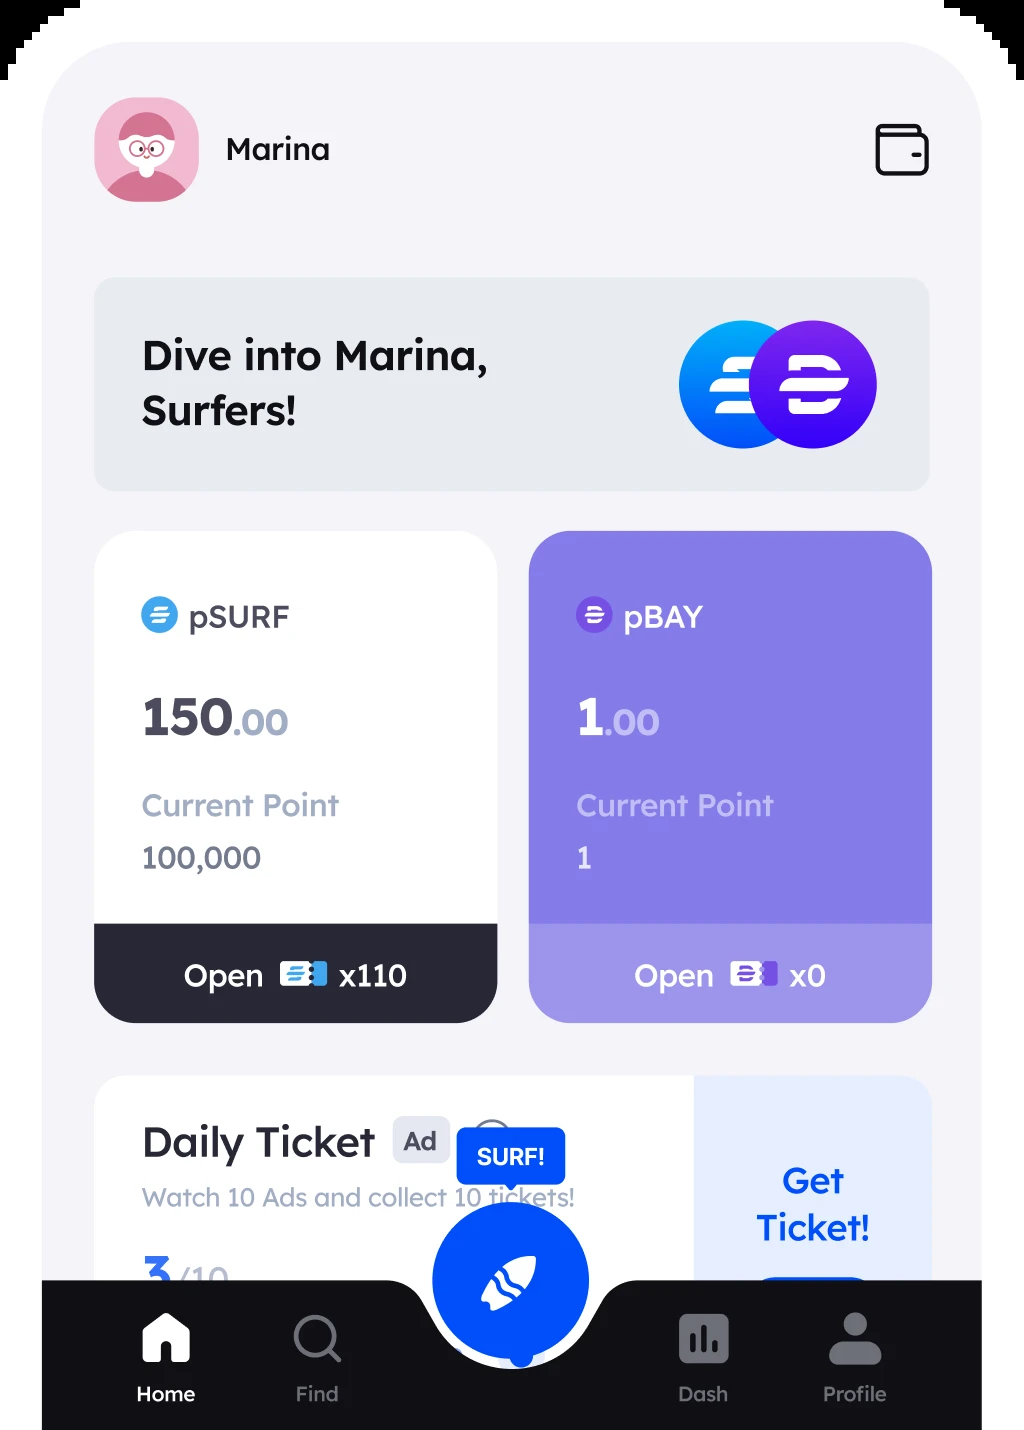 Marina
Dive into Marina,
Surfers!
pSURF
150.00
Current Point
100,000
Open x110
pBAY
1.00
Current Point
1
Open x0
Daily Ticket Ad
SURF!
Watch 10 Ads and collect 10 tickets!
3 /10
Get
Ticket!
Home
Find
Dash
Profile